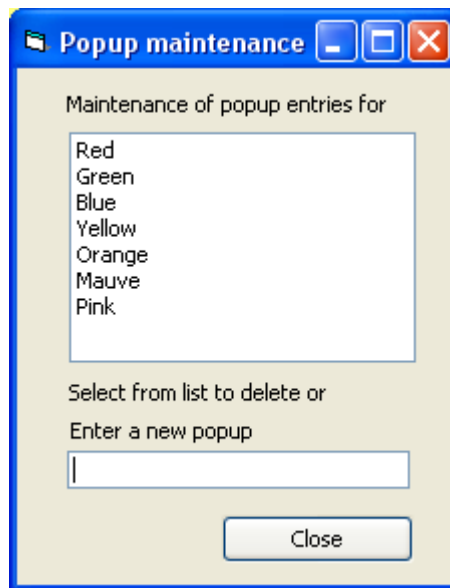 Popup maintenance
Maintenance of popup entries for
Red
Green
Blue
Yellow
Orange
Mauve
Pink
Select from list to delete or
Enter a new popup
Close